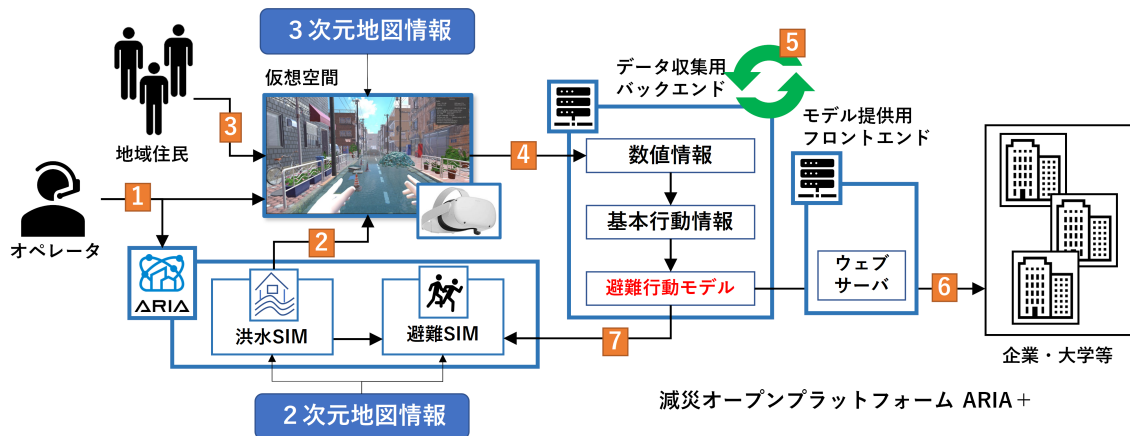 3次元地図情報
仮想空間
地域住民
3
オペレータ
1
2
ARIA
洪水SIM
避難SIM
2次元地図情報
4
データ収集用
バックエンド
5
数値情報
基本行動情報
避難行動モデル
7
モデル提供用
フロントエンド
ウェブ
サーバ
6
企業・大学等
減災オープンプラットフォーム ARIA＋